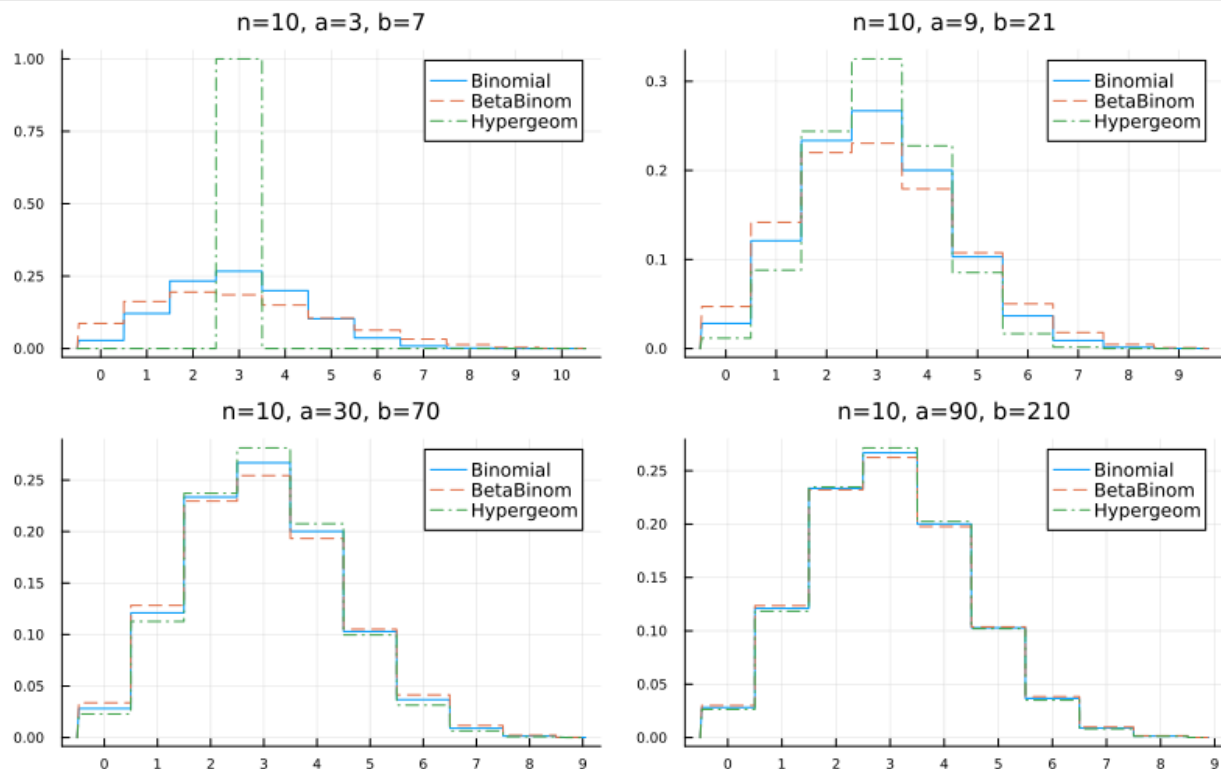 n=10, a=3, b=7
1.00
0.75
0.50
0.25
0.00
Binomial
BetaBinom
Hypergeom
0 1 2 3 4 5 6 7 8 9 10
n=10, a=9, b=21
0.3
0.2
0.1
0.0
Binomial
BetaBinom
Hypergeom
0 1 2 3 4 5 6 7 8 9
n=10, a=30, b=70
0.25
0.20
0.15
0.10
0.05
0.00
Binomial
BetaBinom
Hypergeom
0 1 2 3 4 5 6 7 8 9
n=10, a=90, b=210
0.25
0.20
0.15
0.10
0.05
0.00
Binomial
BetaBinom
Hypergeom
0 1 2 3 4 5 6 7 8 9